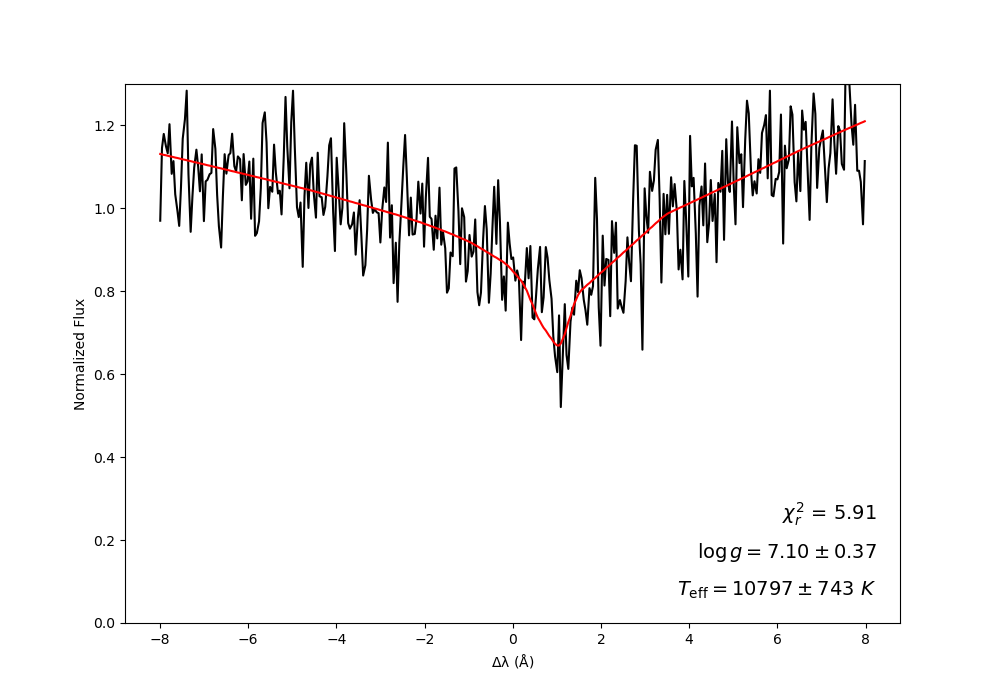 1.2
1.0
0.8
0.6
0.4
0.2
0.0
Normalized Flux
χ²ᵣ = 5.91
log g = 7.10 ± 0.37
T_eff = 10797 ± 743 K
−8 −6 −4 −2 0 2 4 6 8
Δλ (Å)